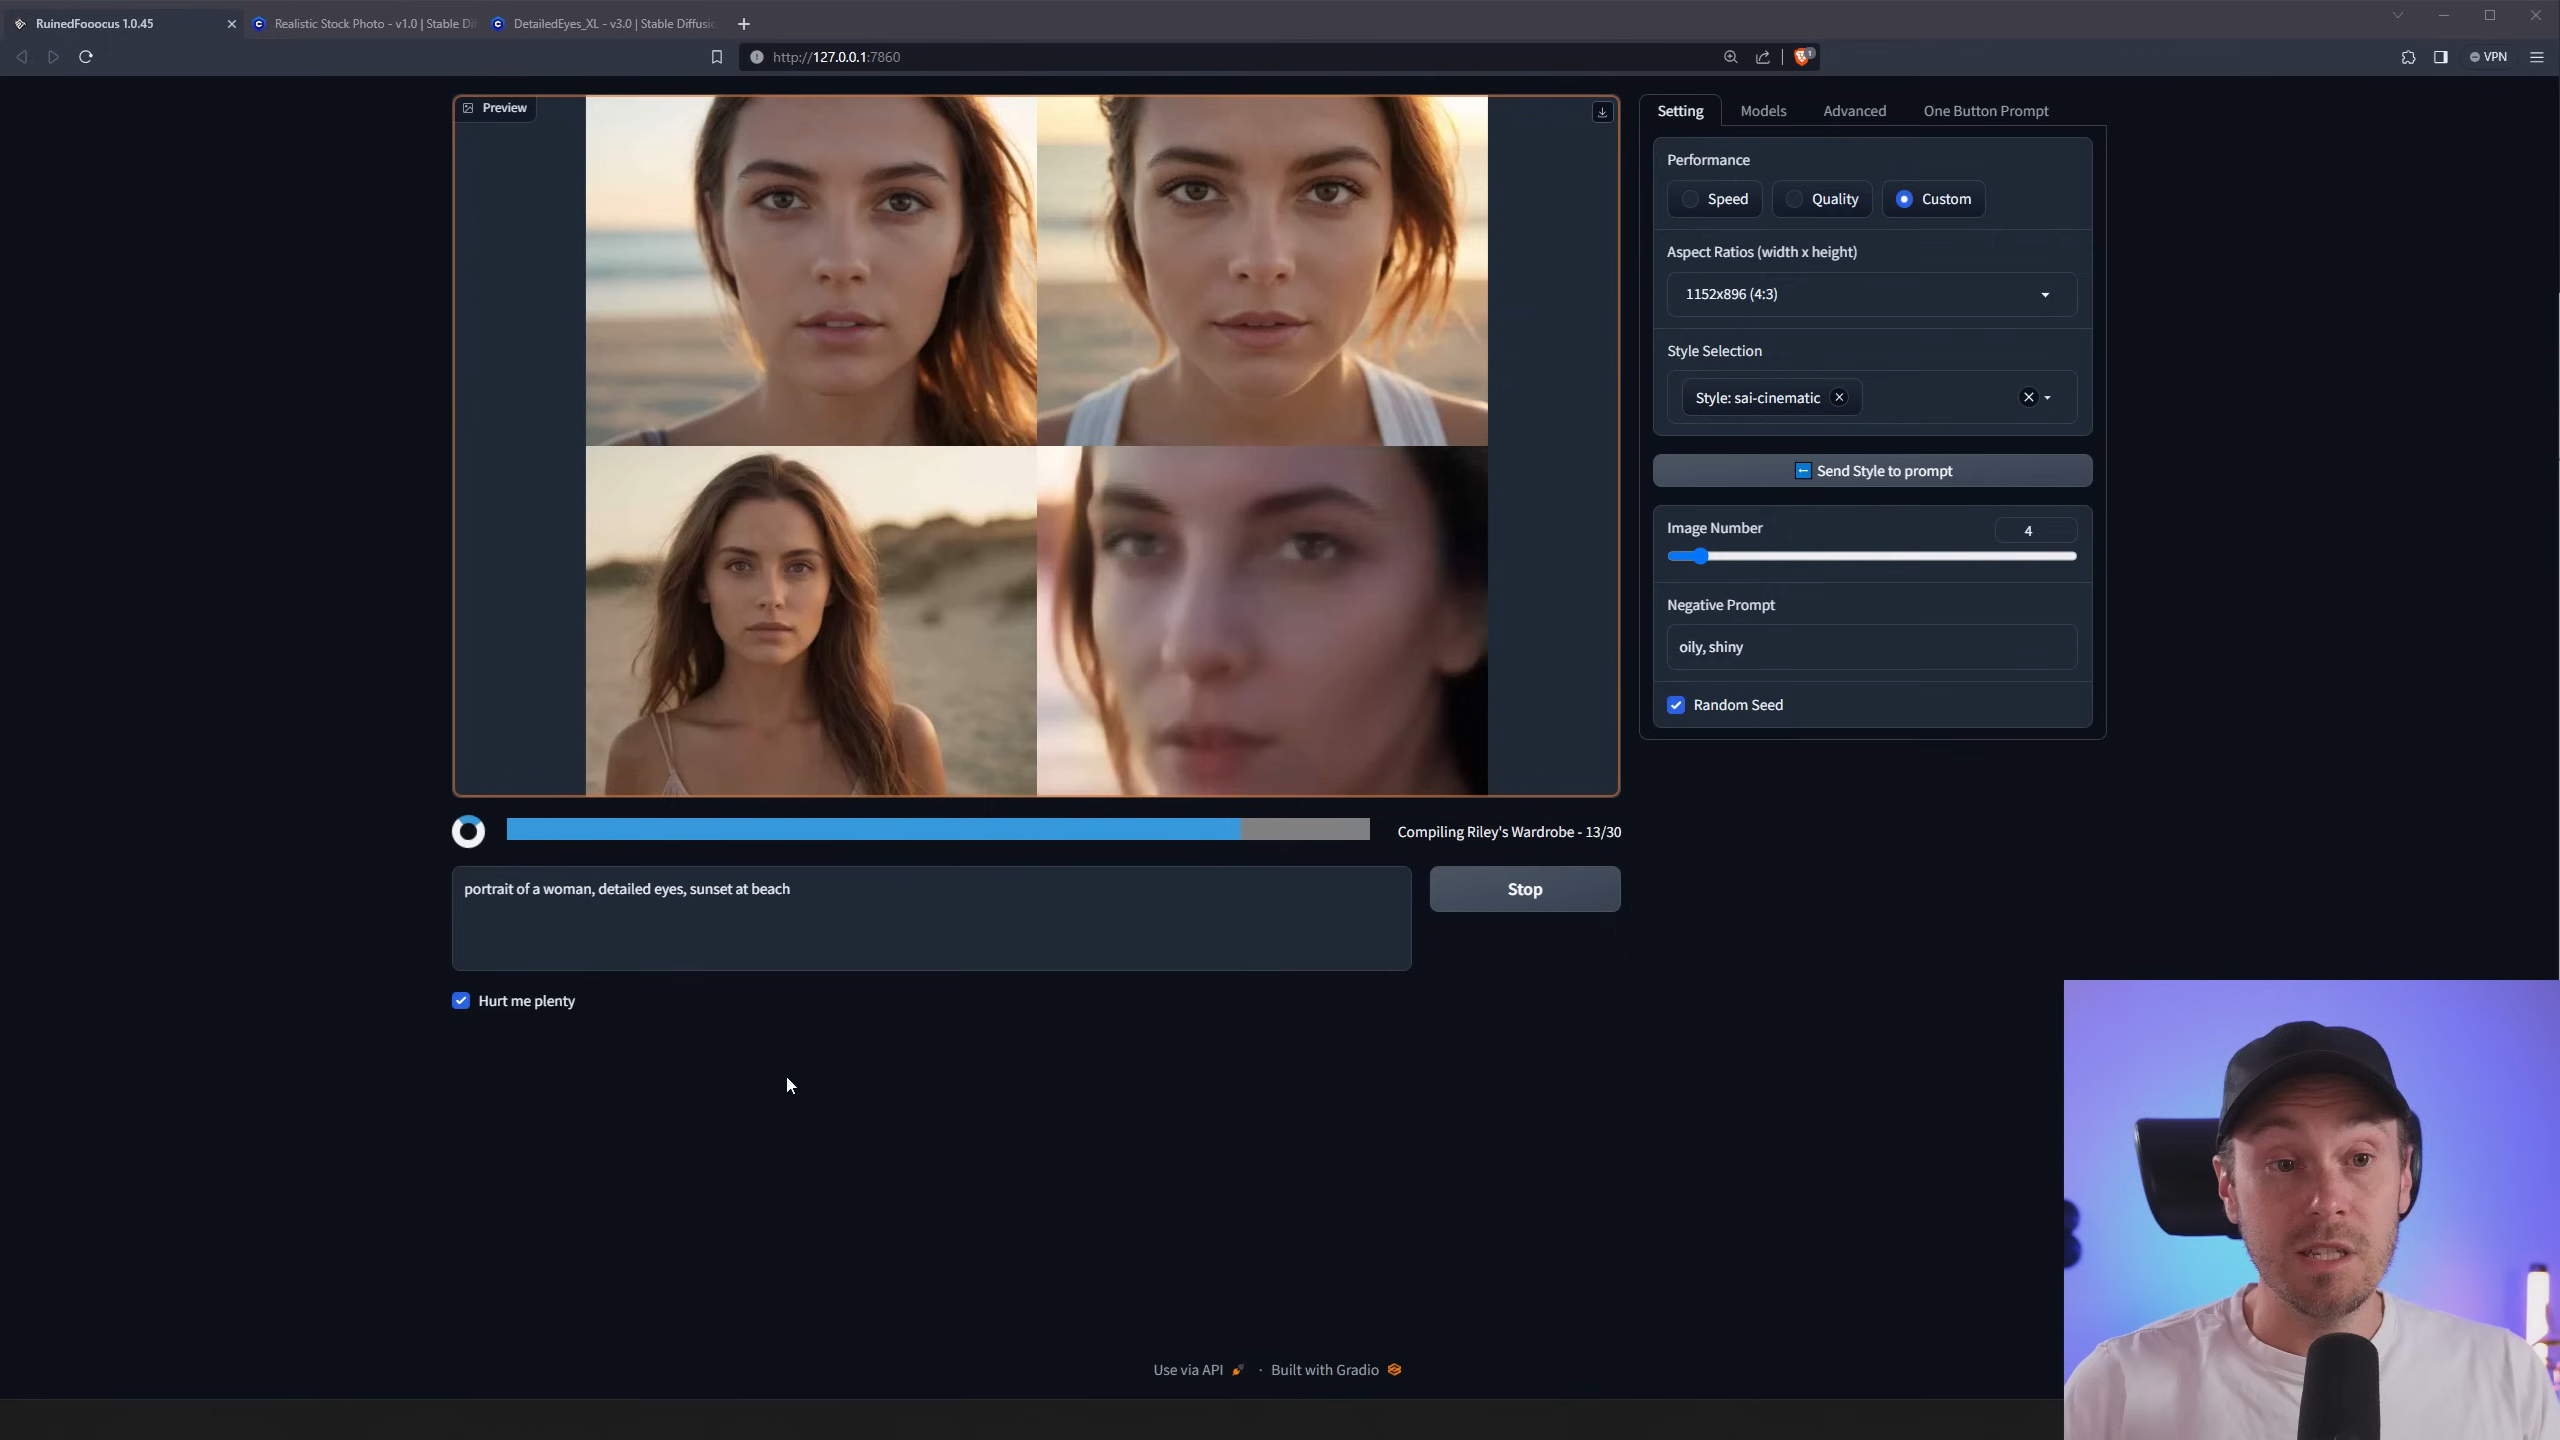 RuinedFooocus 1.0.45
Realistic Stock Photo - v1.0 | Stable Di
DetailedEyes_XL - v3.0 | Stable Diffusi
http://127.0.0.1:7860
1
VPN
Preview
Setting
Models
Advanced
One Button Prompt
Performance
Speed
Quality
Custom
Aspect Ratios (width x height)
1152x896 (4:3)
Style Selection
Style: sai-cinematic
Send Style to prompt
Image Number
4
Negative Prompt
oily, shiny
Random Seed
Compiling Riley's Wardrobe - 13/30
portrait of a woman, detailed eyes, sunset at beach
Stop
Hurt me plenty
Use via API · Built with Gradio